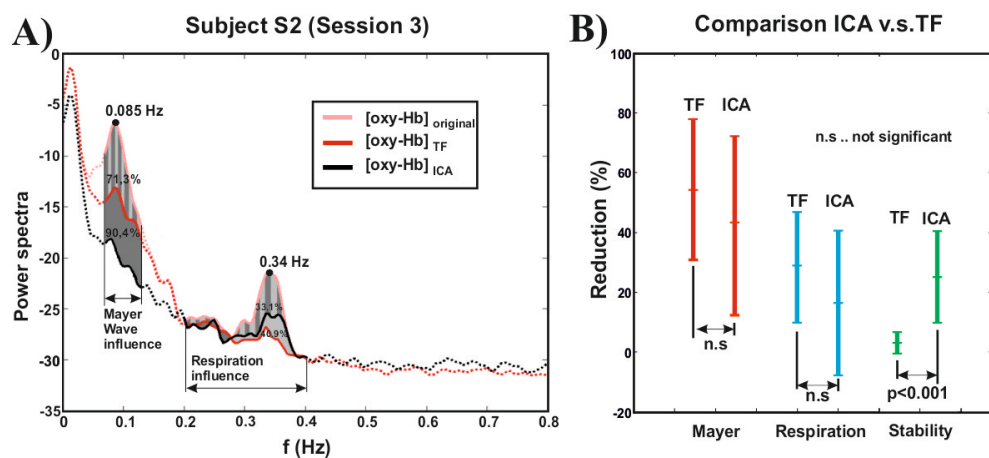 A)
Subject S2 (Session 3)
Power spectra
0
-5
-10
-15
-20
-25
-30
-35
0.085 Hz
71,3%
90,4%
Mayer
Wave
influence
[oxy-Hb] original
[oxy-Hb] TF
[oxy-Hb] ICA
0.34 Hz
33,1%
40,9%
Respiration
influence
0 0.1 0.2 0.3 0.4 0.5 0.6 0.7 0.8
f (Hz)
B)
Comparison ICA v.s.TF
Reduction (%)
100
80
60
40
20
0
-20
TF ICA
n.s .. not significant
TF ICA
TF ICA
n.s
n.s
p<0.001
Mayer Respiration Stability